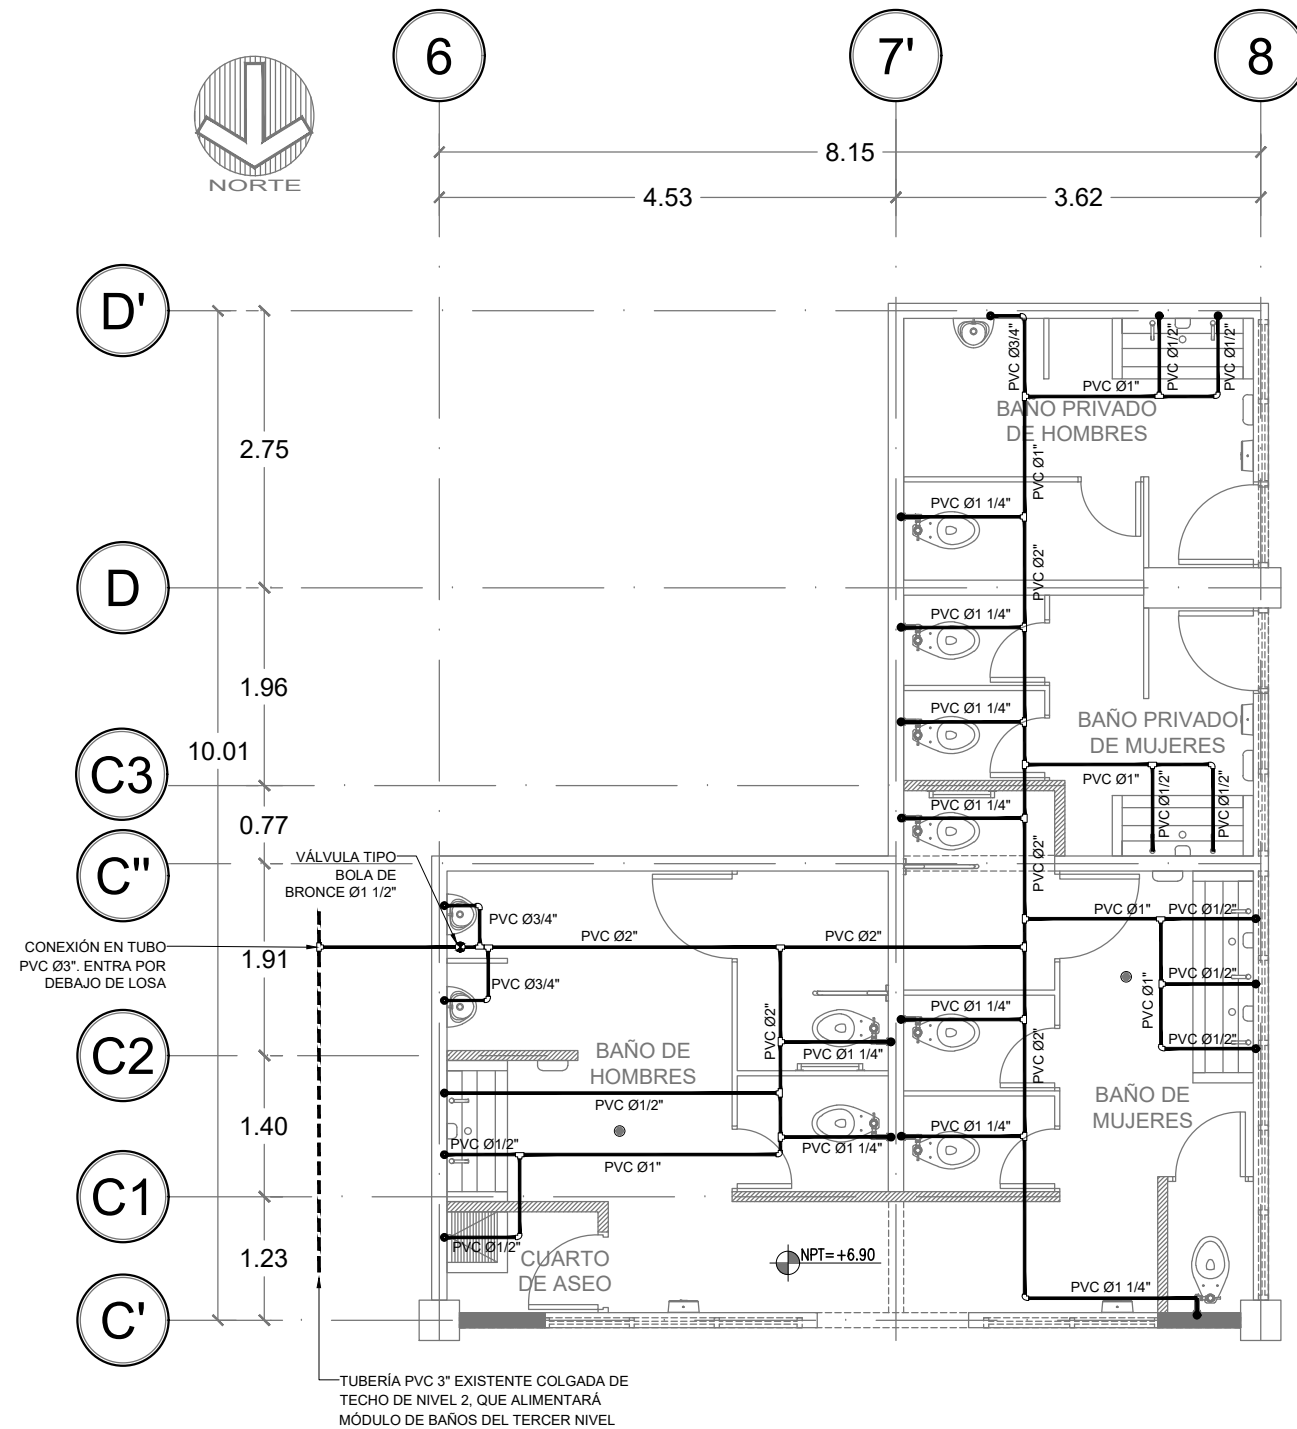 6
7'
8
NORTE
8.15
4.53
3.62
D'
D
C3
C''
C2
C1
C'
10.01
2.75
1.96
0.77
1.91
1.40
1.23
PVC Ø3/4"
PVC Ø1/2"
PVC Ø1/2"
PVC Ø1"
BAÑO PRIVADO
DE HOMBRES
PVC Ø1"
PVC Ø1 1/4"
PVC Ø2"
PVC Ø1 1/4"
PVC Ø1 1/4"
BAÑO PRIVADO
DE MUJERES
PVC Ø1"
PVC Ø1/2"
PVC Ø1/2"
PVC Ø1 1/4"
PVC Ø2"
VÁLVULA TIPO
BOLA DE
BRONCE Ø1 1/2"
CONEXIÓN EN TUBO
PVC Ø3". ENTRA POR
DEBAJO DE LOSA
PVC Ø3/4"
PVC Ø2"
PVC Ø2"
PVC Ø1"
PVC Ø1/2"
PVC Ø3/4"
PVC Ø1/2"
PVC Ø1"
PVC Ø2"
PVC Ø1 1/4"
PVC Ø2"
PVC Ø1/2"
BAÑO DE
HOMBRES
PVC Ø1 1/4"
PVC Ø1/2"
BAÑO DE
MUJERES
PVC Ø1/2"
PVC Ø1"
PVC Ø1 1/4"
PVC Ø1 1/4"
PVC Ø1/2"
CUARTO
DE ASEO
NPT=+6.90
PVC Ø1 1/4"
TUBERÍA PVC 3" EXISTENTE COLGADA DE
TECHO DE NIVEL 2, QUE ALIMENTARÁ
MÓDULO DE BAÑOS DEL TERCER NIVEL